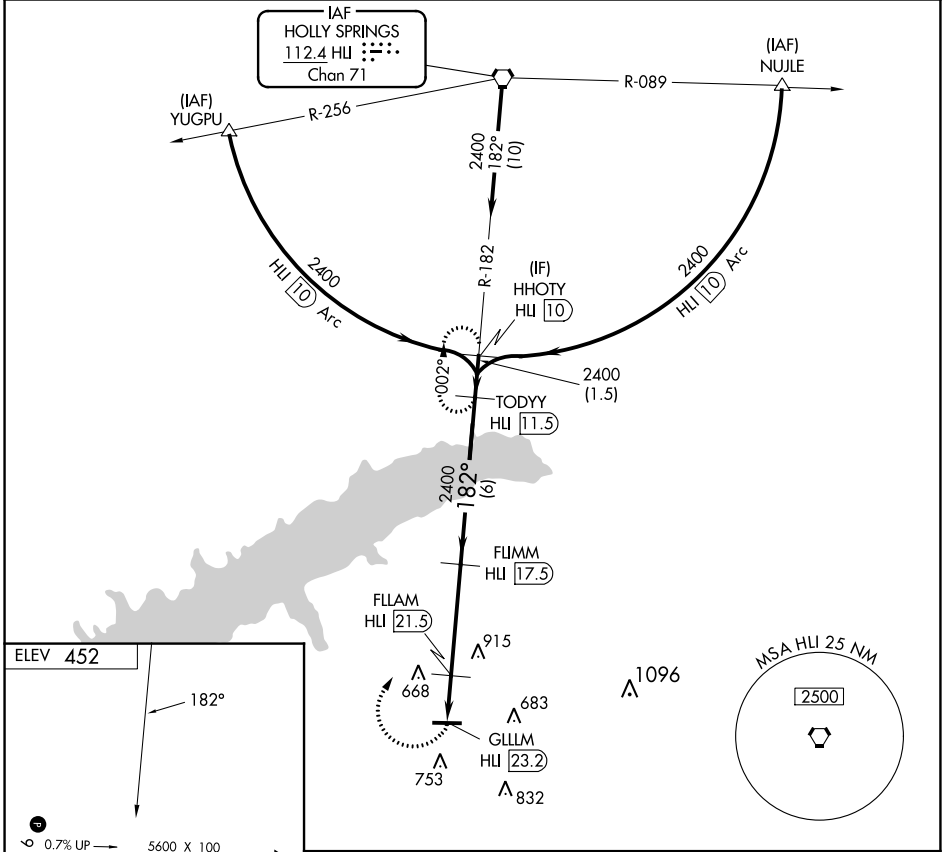 IAF
HOLLY SPRINGS
112.4 HLI
Chan 71
(IAF)
NUJLE
(IAF)
YUGPU
R-256
R-089
2400
182°
(10)
R-182
2400
HLI 10 Arc
2400
HLI 10 Arc
(IF)
HHOTY
HLI 10
002°
2400
(1.5)
TODYY
HLI 11.5
2400
182°
(6)
FLIMM
HLI 17.5
FLLAM
HLI 21.5
915
668
1096
683
GLLLM
HLI 23.2
753
832
MSA HLI 25 NM
2500
ELEV 452
182°
P
9
0.7% UP
5600 X 100